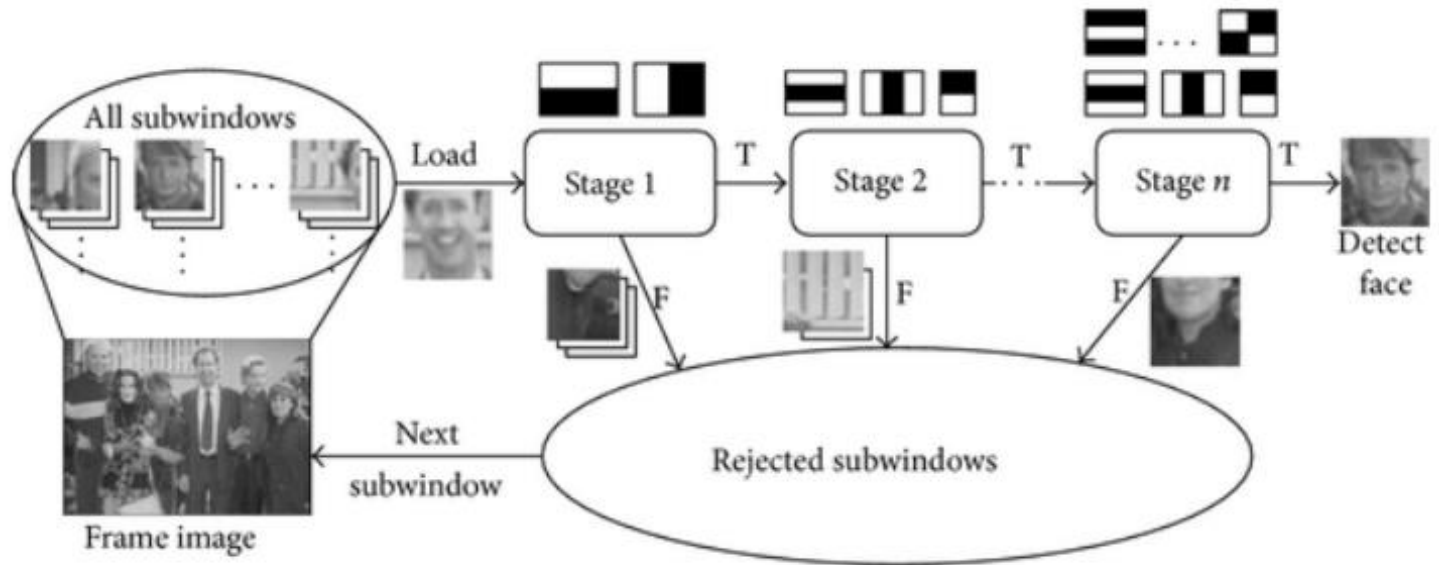 All subwindows
. . .
Load
Stage 1
T
Stage 2
T
. . . .
Stage n
T
. . .
Detect
face
F
F
F
Next
subwindow
Rejected subwindows
Frame image